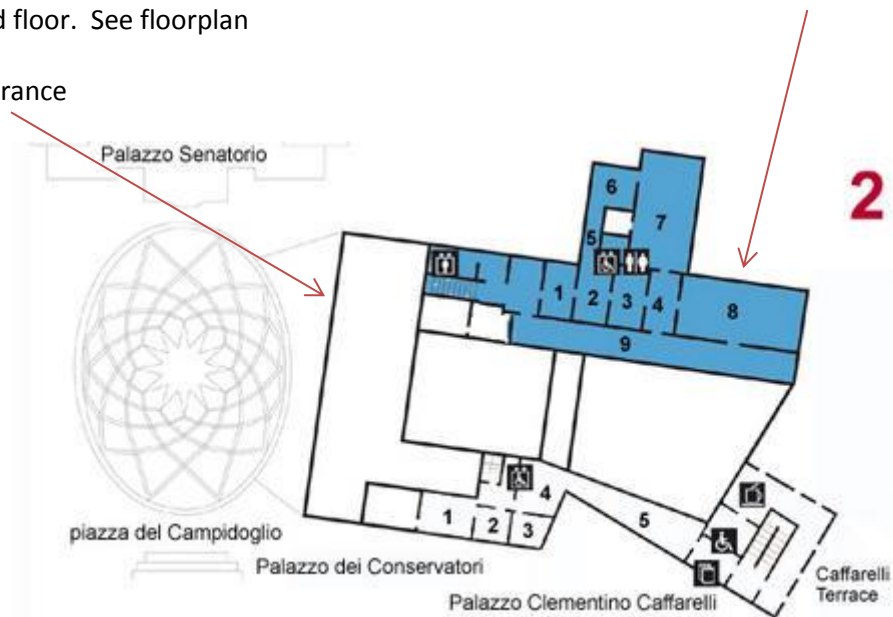 d floor. See floorplan
rance
Palazzo Senatorio
2
6
7
5
1
2
3
4
8
9
4
1
2
3
5
piazza del Campidoglio
Palazzo dei Conservatori
Palazzo Clementino Caffarelli
Caffarelli
Terrace